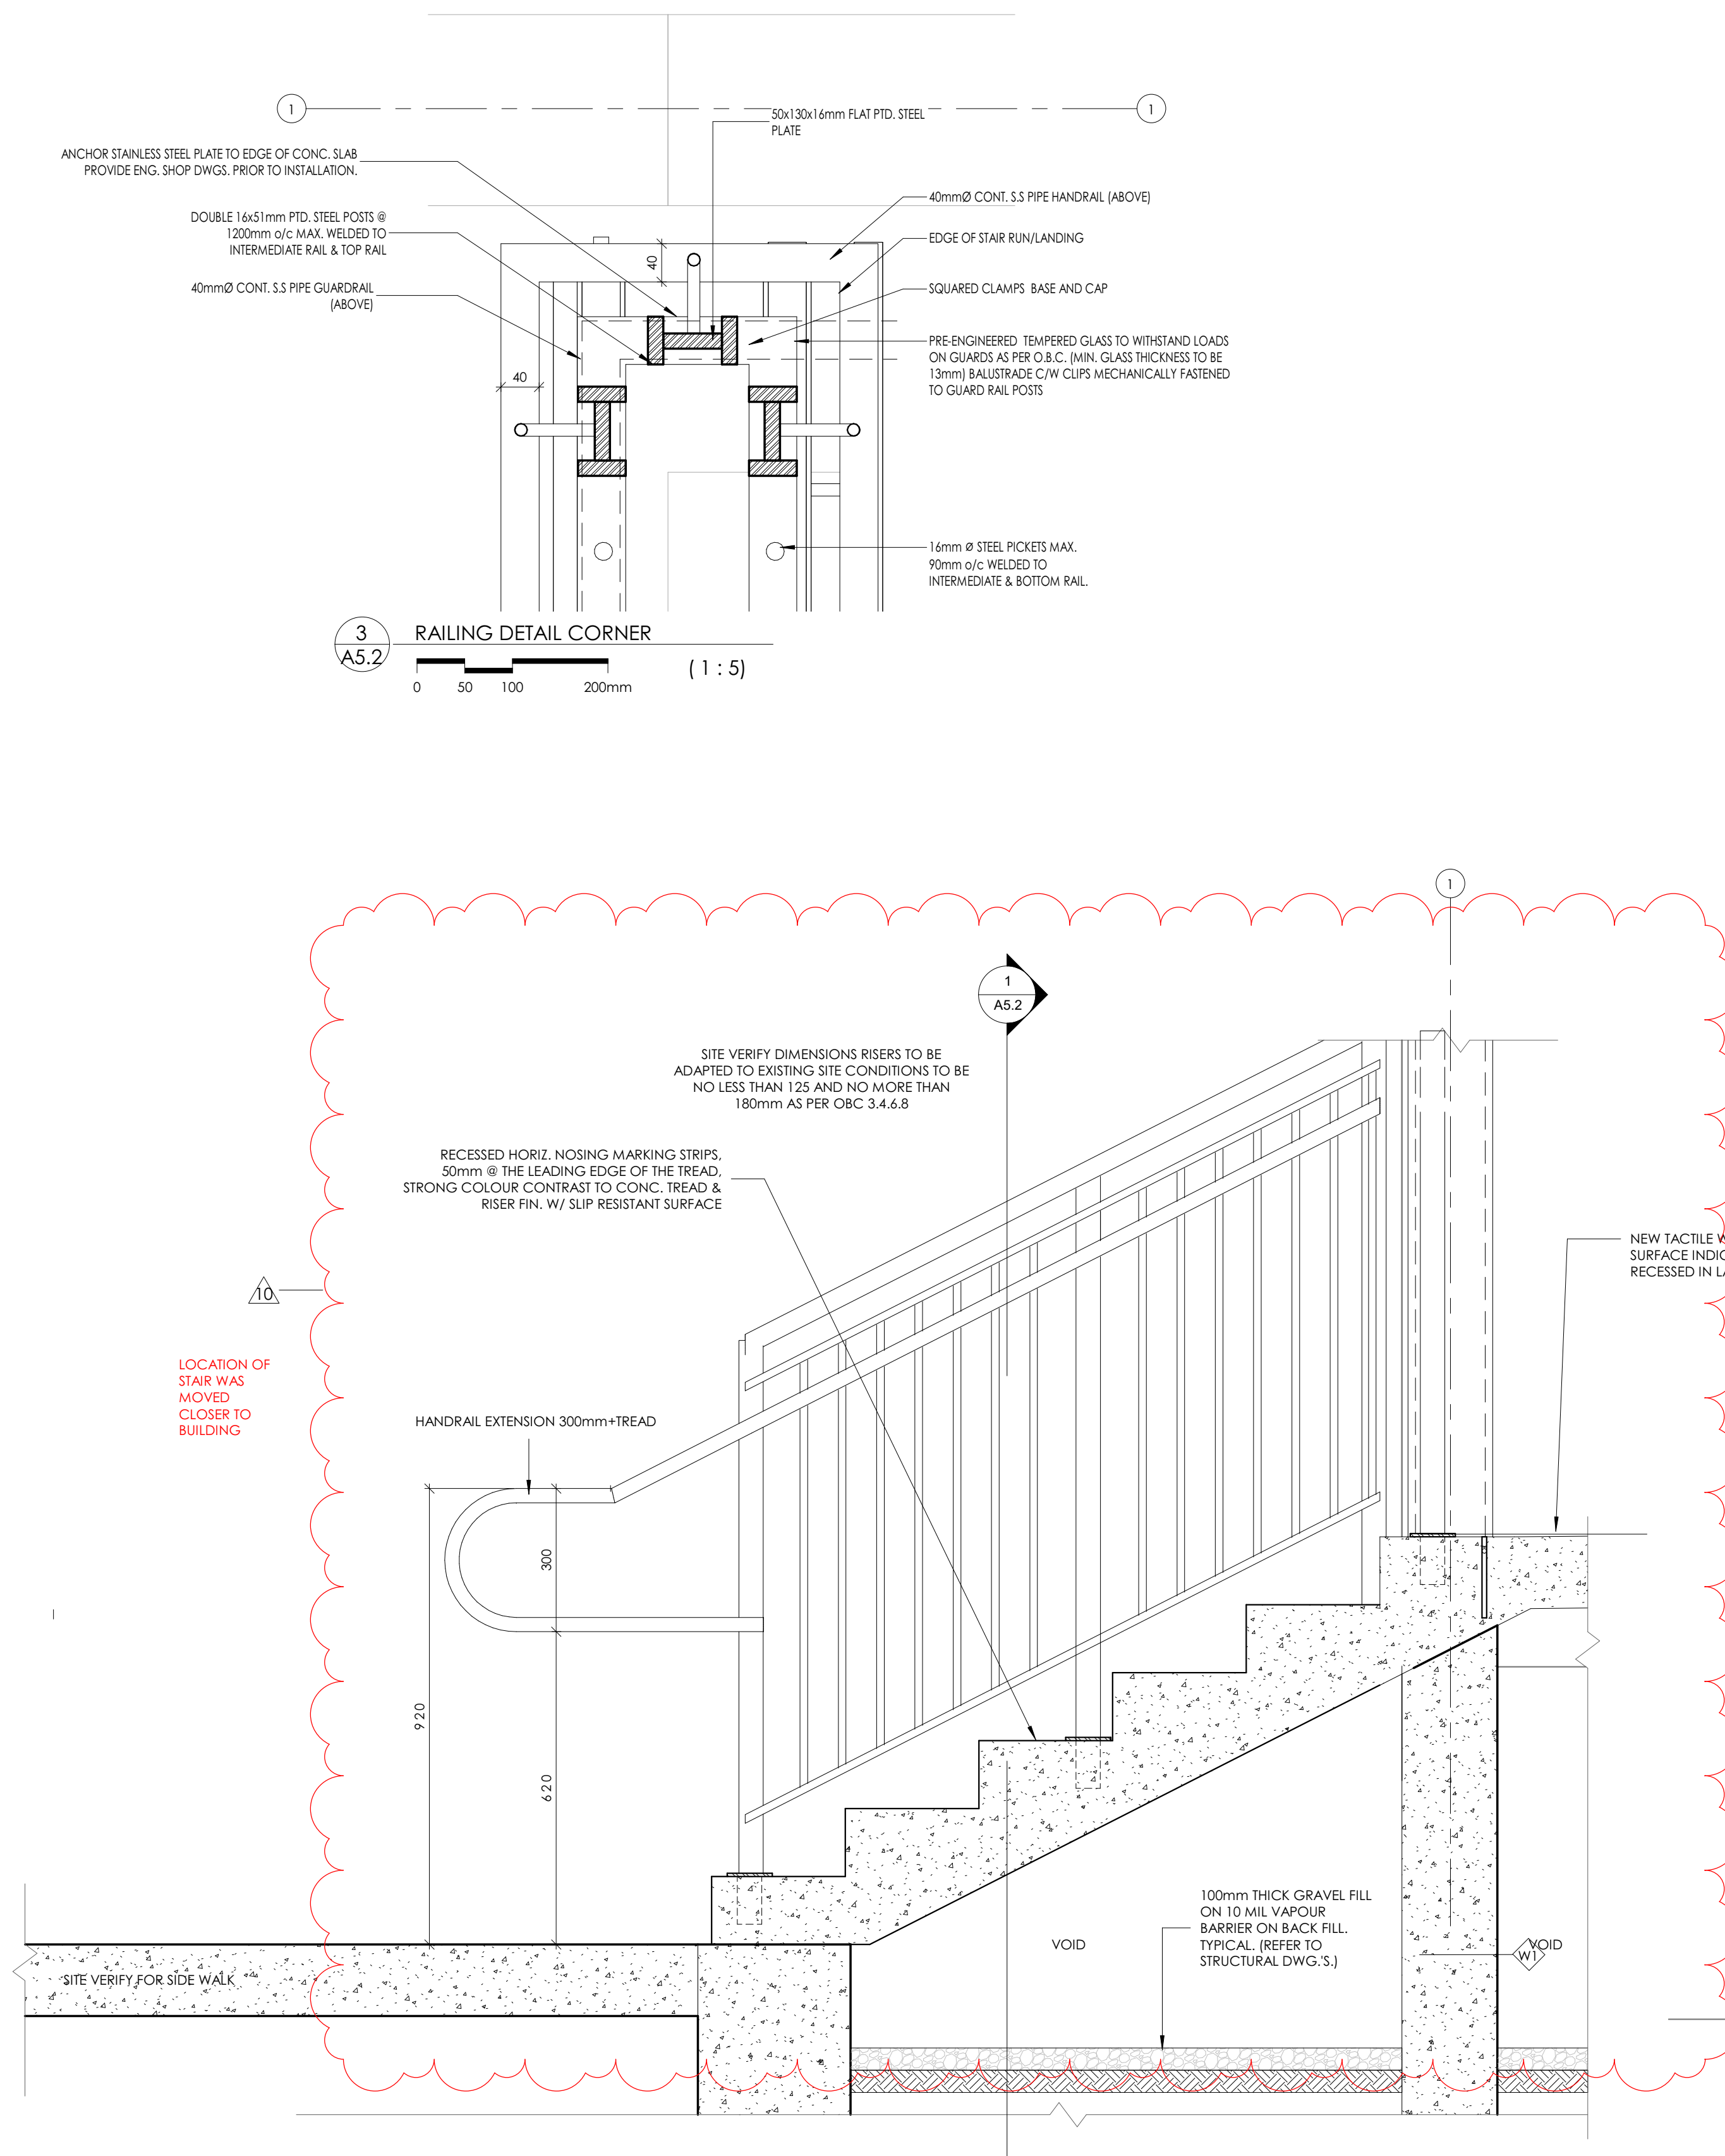 1
1
50x130x16mm FLAT PTD. STEEL
PLATE
ANCHOR STAINLESS STEEL PLATE TO EDGE OF CONC. SLAB
PROVIDE ENG. SHOP DWGS. PRIOR TO INSTALLATION.
40mmØ CONT. S.S PIPE HANDRAIL (ABOVE)
DOUBLE 16x51mm PTD. STEEL POSTS @
1200mm o/c MAX. WELDED TO
INTERMEDIATE RAIL & TOP RAIL
EDGE OF STAIR RUN/LANDING
40
40mmØ CONT. S.S PIPE GUARDRAIL
(ABOVE)
SQUARED CLAMPS BASE AND CAP
PRE-ENGINEERED TEMPERED GLASS TO WITHSTAND LOADS
ON GUARDS AS PER O.B.C. (MIN. GLASS THICKNESS TO BE
13mm) BALUSTRADE C/W CLIPS MECHANICALLY FASTENED
TO GUARD RAIL POSTS
40
16mm Ø STEEL PICKETS MAX.
90mm o/c WELDED TO
INTERMEDIATE & BOTTOM RAIL.
3
A5.2
RAILING DETAIL CORNER
0 50 100 200mm
( 1 : 5)
1
1
A5.2
SITE VERIFY DIMENSIONS RISERS TO BE
ADAPTED TO EXISTING SITE CONDITIONS TO BE
NO LESS THAN 125 AND NO MORE THAN
180mm AS PER OBC 3.4.6.8
RECESSED HORIZ. NOSING MARKING STRIPS,
50mm @ THE LEADING EDGE OF THE TREAD,
STRONG COLOUR CONTRAST TO CONC. TREAD &
RISER FIN. W/ SLIP RESISTANT SURFACE
NEW TACTILE
SURFACE
RECESSED IN
10
LOCATION OF
STAIR WAS
MOVED
CLOSER TO
BUILDING
HANDRAIL EXTENSION 300mm+TREAD
300
920
620
100mm THICK GRAVEL FILL
ON 10 MIL VAPOUR
BARRIER ON BACK FILL.
TYPICAL. (REFER TO
STRUCTURAL DWG.'S.)
VOID
VOID
W1
SITE VERIFY FOR SIDE WALK